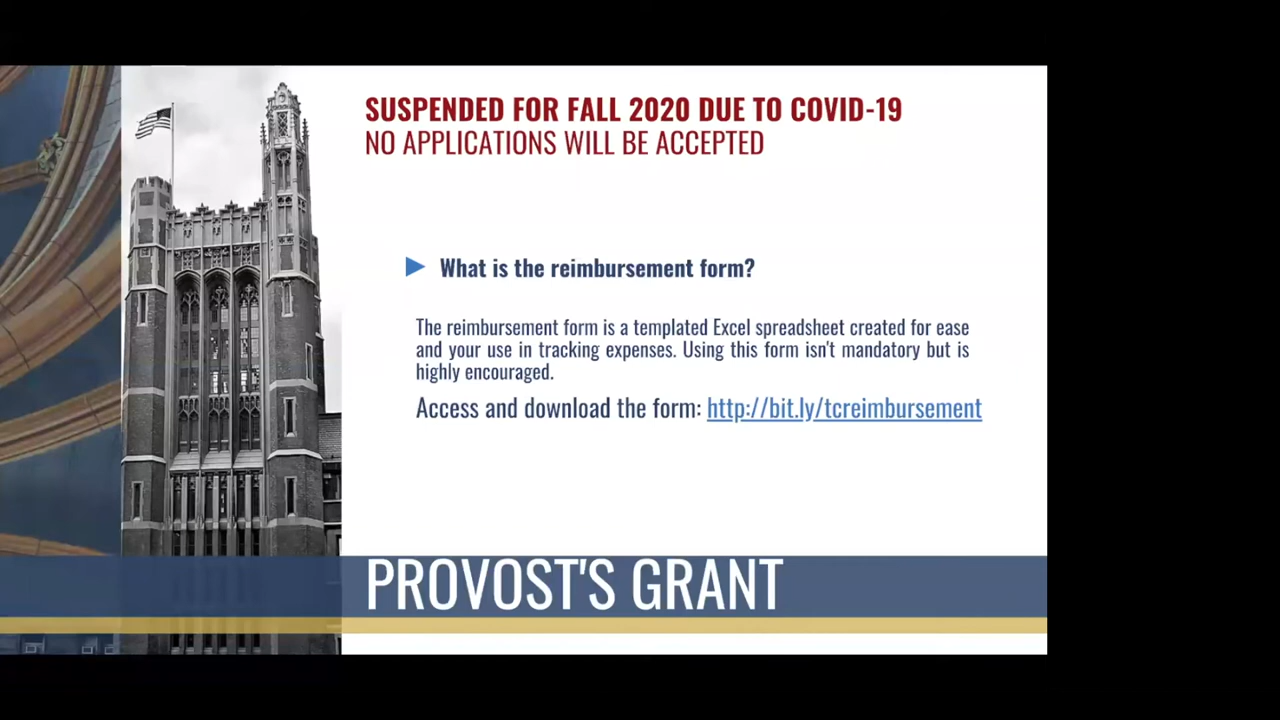 SUSPENDED FOR FALL 2020 DUE TO COVID-19
NO APPLICATIONS WILL BE ACCEPTED
What is the reimbursement form?
The reimbursement form is a templated Excel spreadsheet created for ease
and your use in tracking expenses. Using this form isn't mandatory but is
highly encouraged.
Access and download the form: http://bit.ly/tcreimbursement
PROVOST'S GRANT